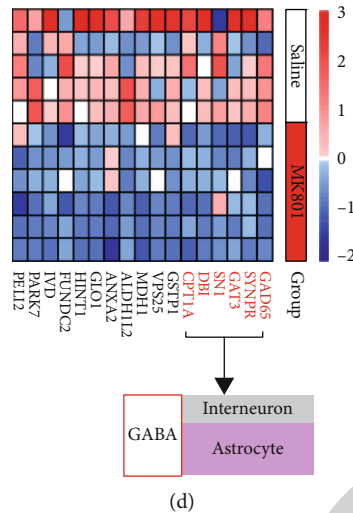 3
2
1
0
−1
−2
Saline
MK801
Group
PELI2
PARK7
IVD
FUNDC2
HINT1
GLO1
ANXA2
ALDH1L2
MDH1
VPS25
GSTP1
CPT1A
DBI
SN1
GAT3
SYNPR
GAD65
GABA
Interneuron
Astrocyte
(d)